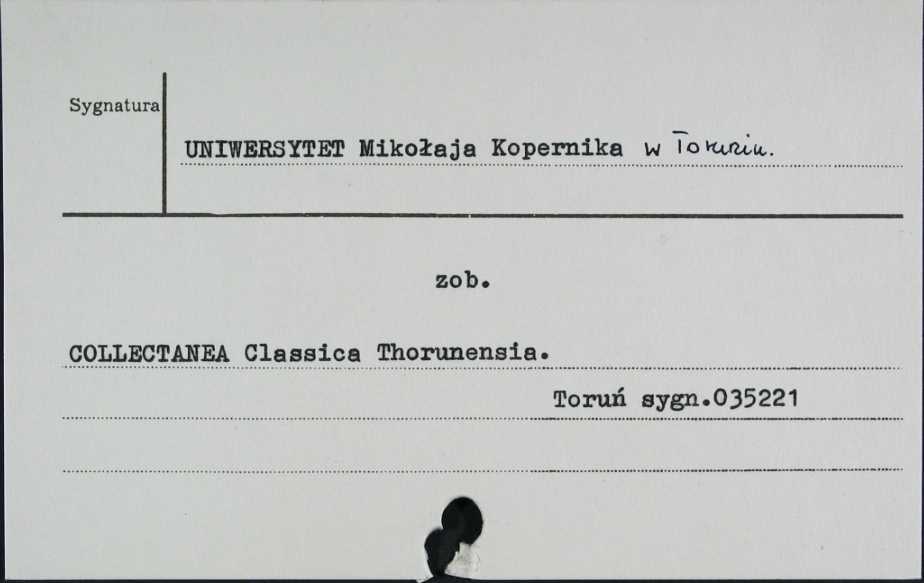 Sygnatura
UNIWERSYTET Mikołaja Kopernika w Toruniu.
zob.
COLLECTANEA Classica Thorunensia.
Toruń sygn.035221